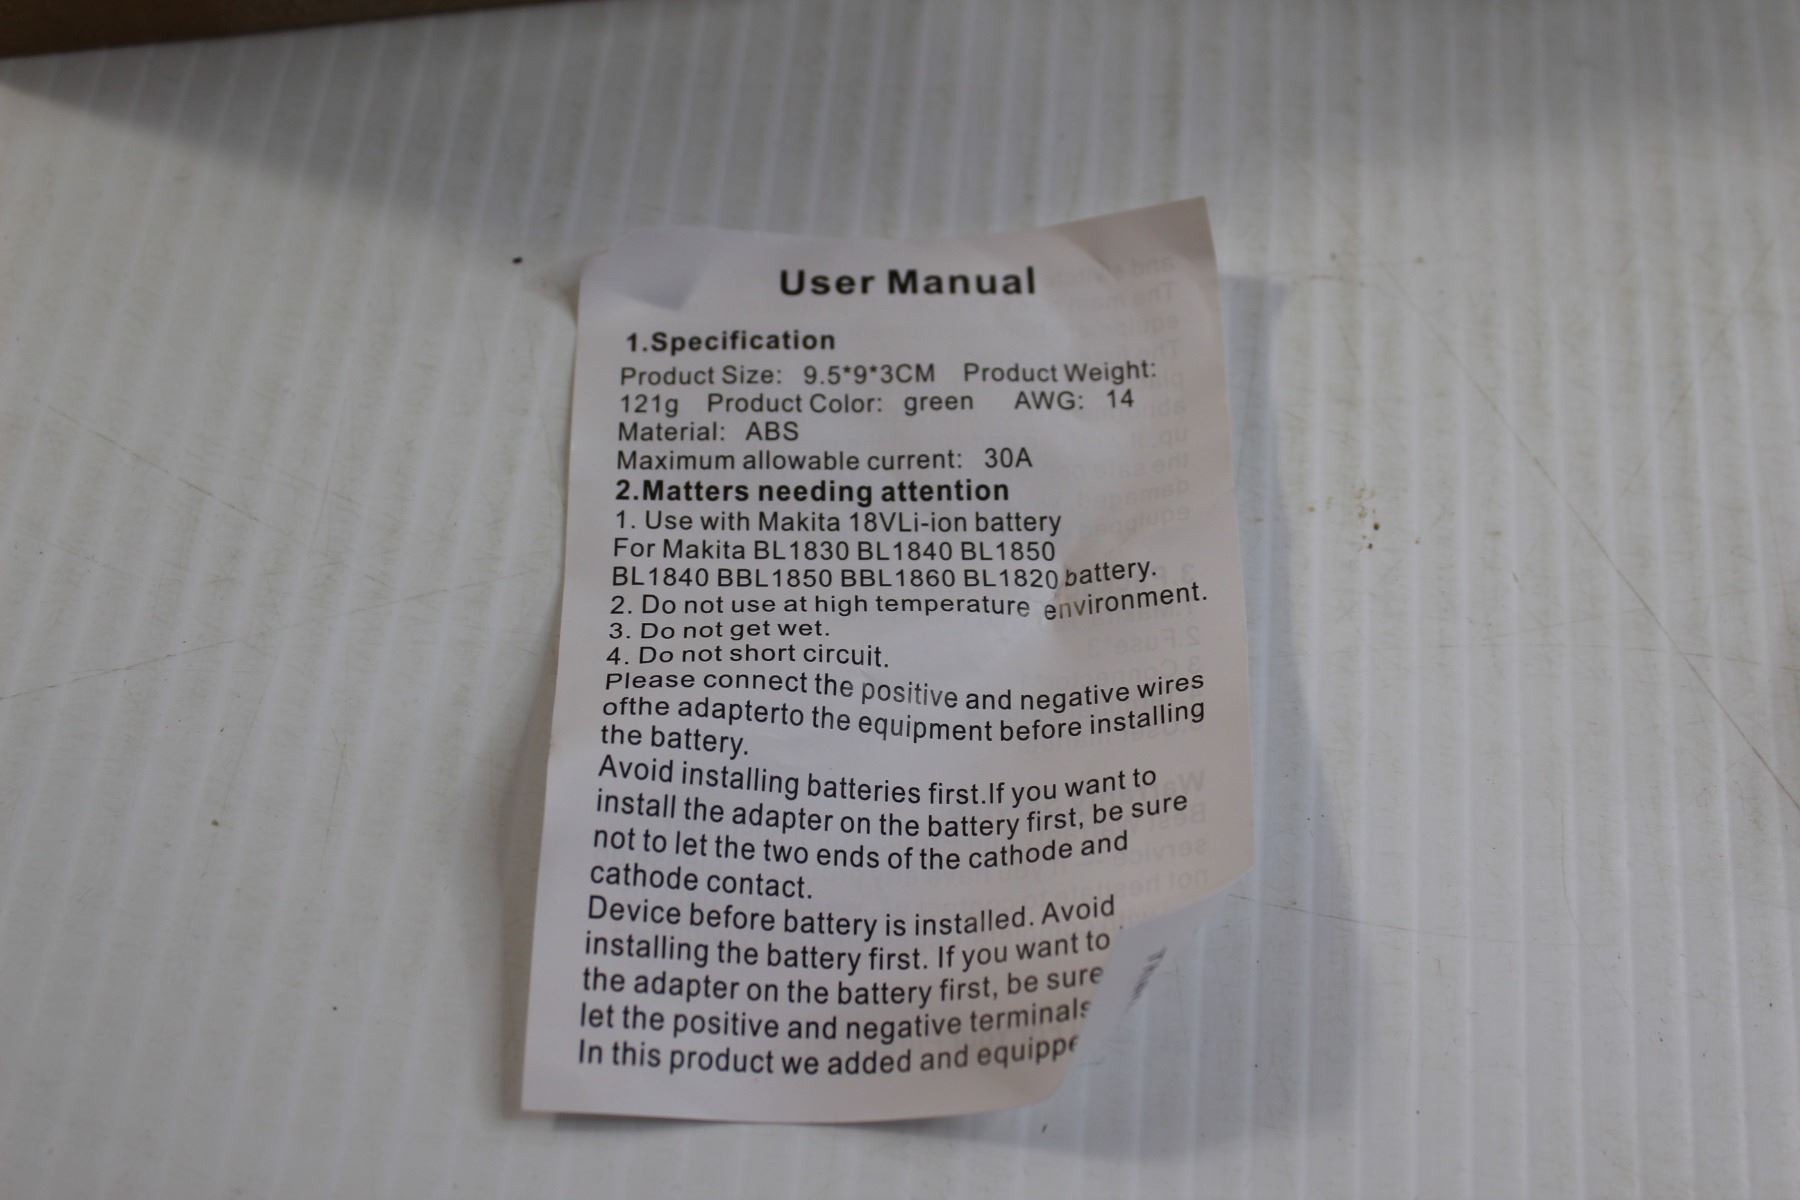 User Manual
1.Specification
Product Size: 9.5*9*3CM Product Weight:
121g Product Color: green AWG: 14
Material: ABS
Maximum allowable current: 30A
2.Matters needing attention
1. Use with Makita 18VLi-ion battery
For Makita BL1830 BL1840 BL1850
BL1840 BBL1850 BBL1860 BL1820 battery.
2. Do not use at high temperature environment.
3. Do not get wet.
4. Do not short circuit.
Please connect the positive and negative wires
ofthe adapterto the equipment before installing
the battery.
Avoid installing batteries first.If you want to
install the adapter on the battery first, be sure
not to let the two ends of the cathode and
cathode contact.
Device before battery is installed. Avoid
installing the battery first. If you want to
the adapter on the battery first, be sure
let the positive and negative terminals
In this product we added and